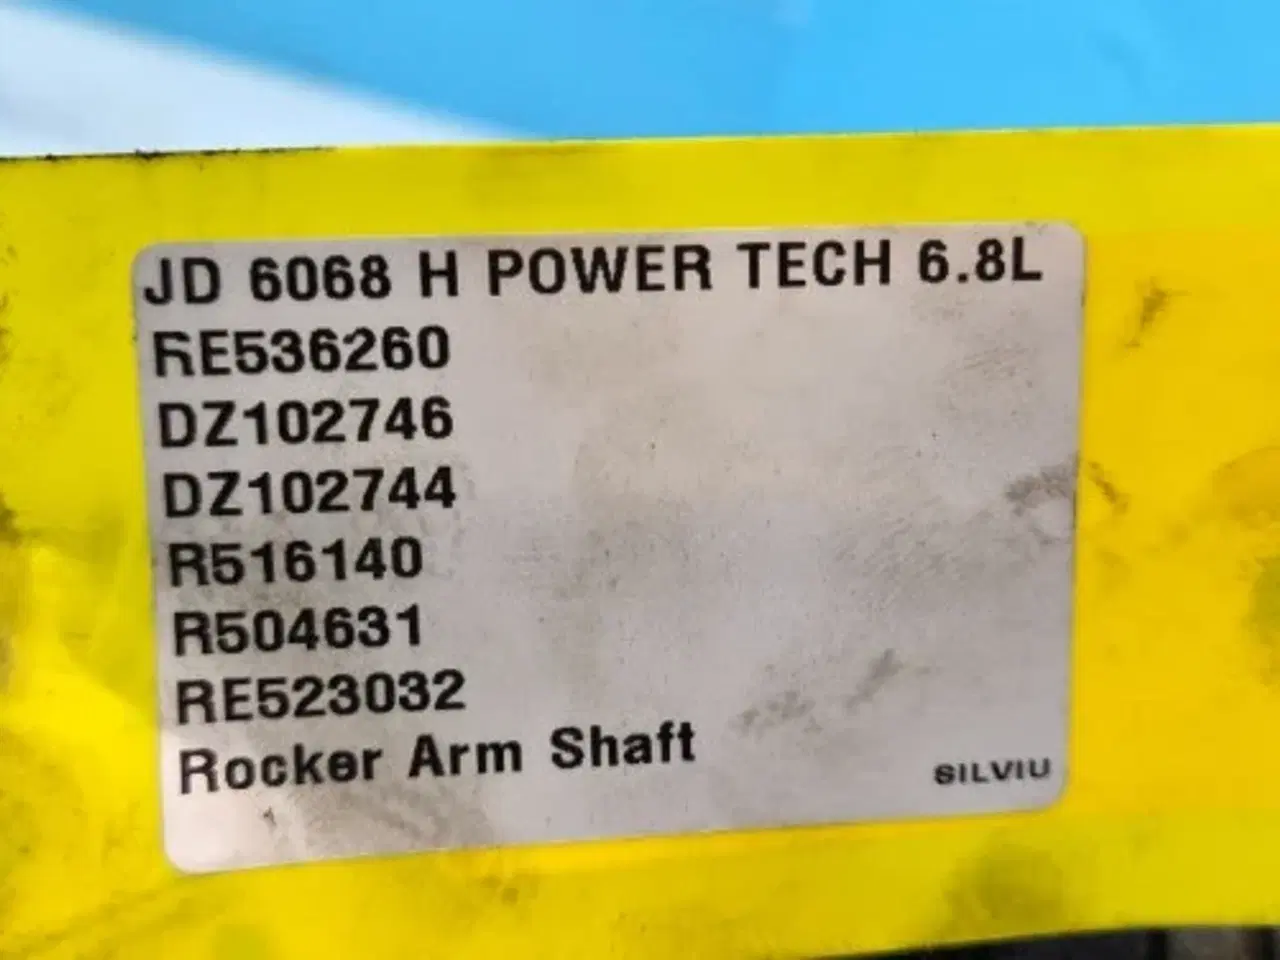 JD 6068 H POWER TECH 6.8L
RE536260
DZ102746
DZ102744
R516140
R504631
RE523032
Rocker Arm Shaft
SILVIU